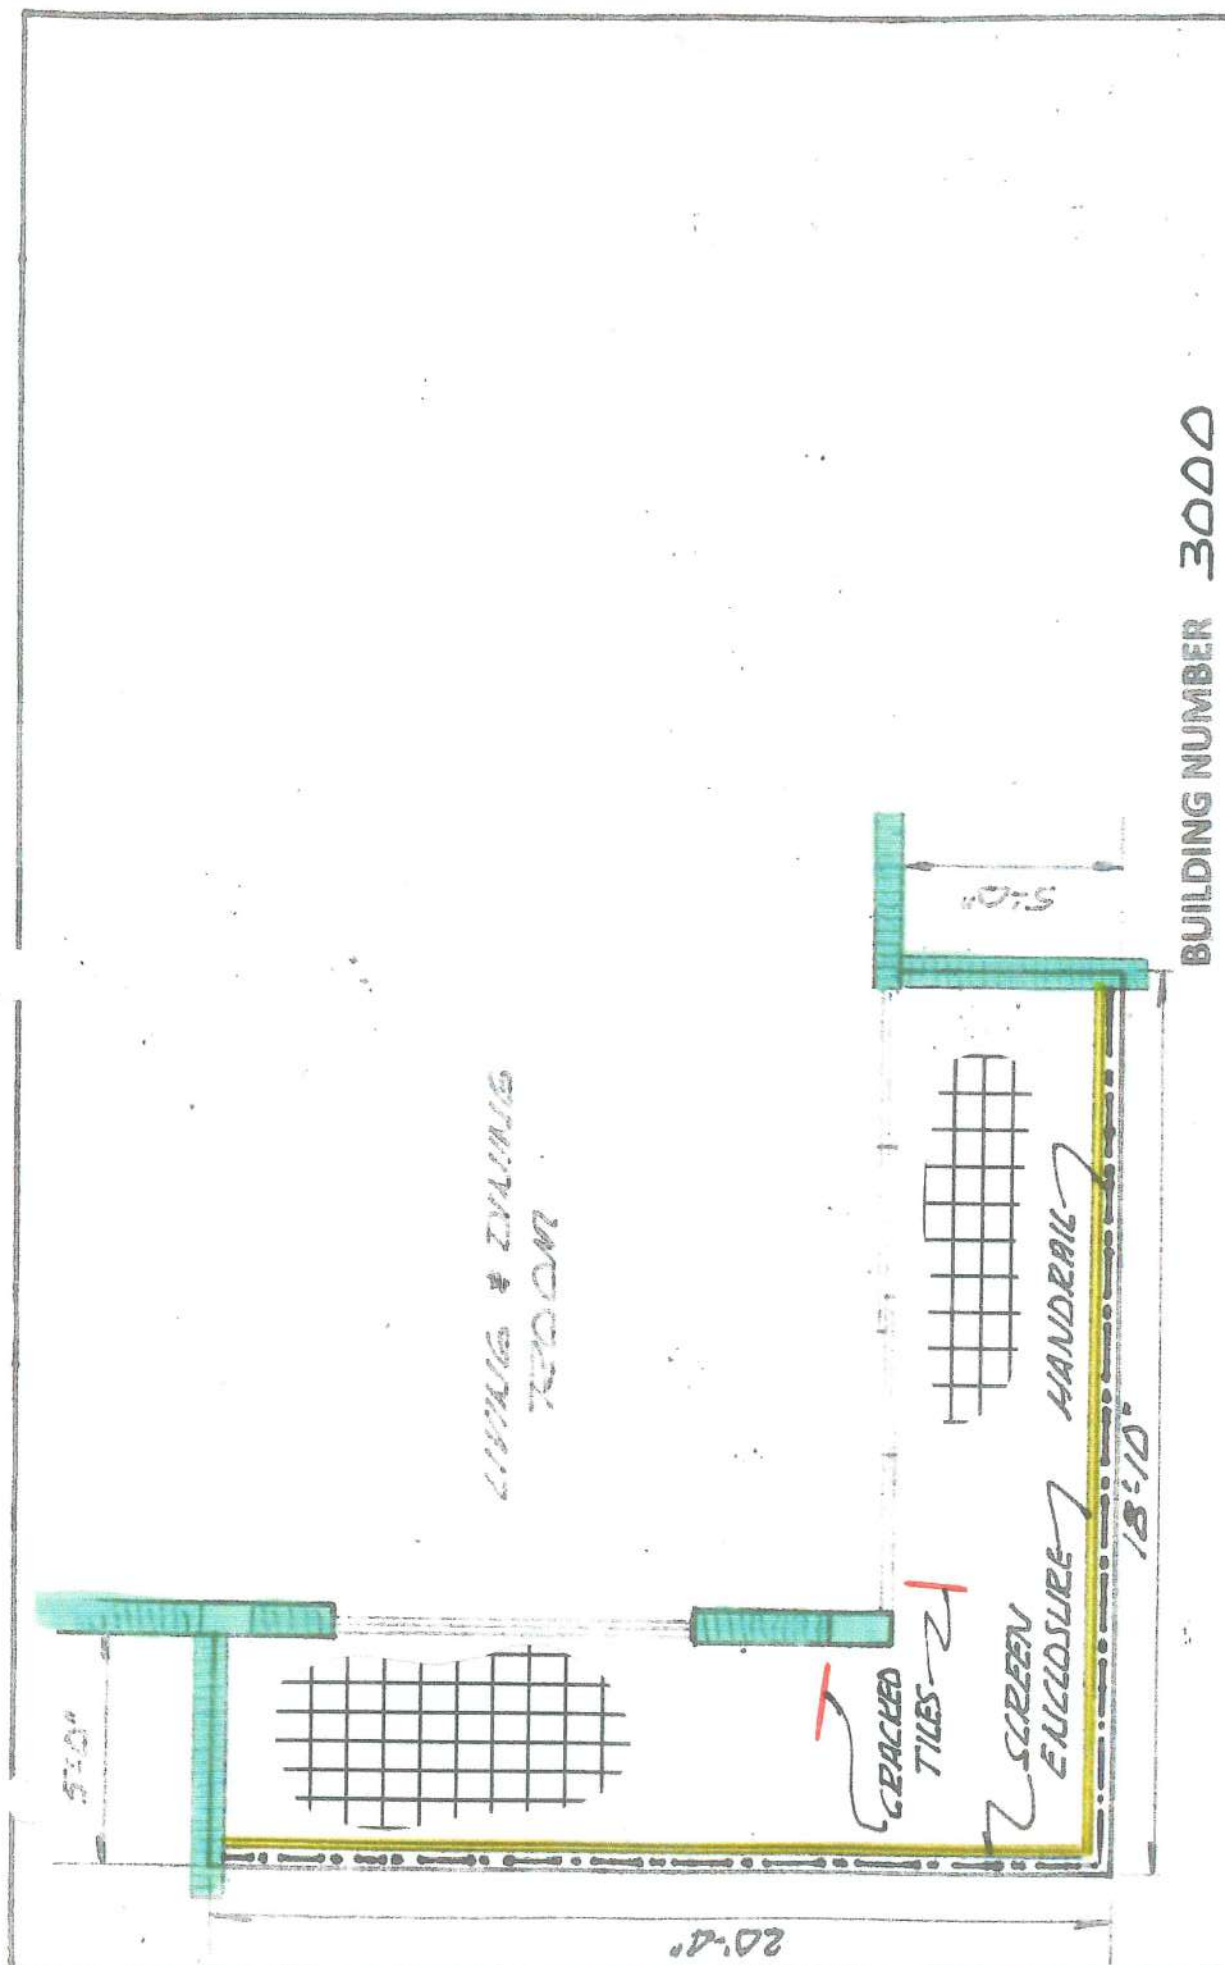 5'-0"
LIVING & DINING
ROOM
5'-0"
CRACKED
TILES
SCREEN
ENCLOSURE
HANDRAIL
18'-10"
20'-0"
BUILDING NUMBER 3000